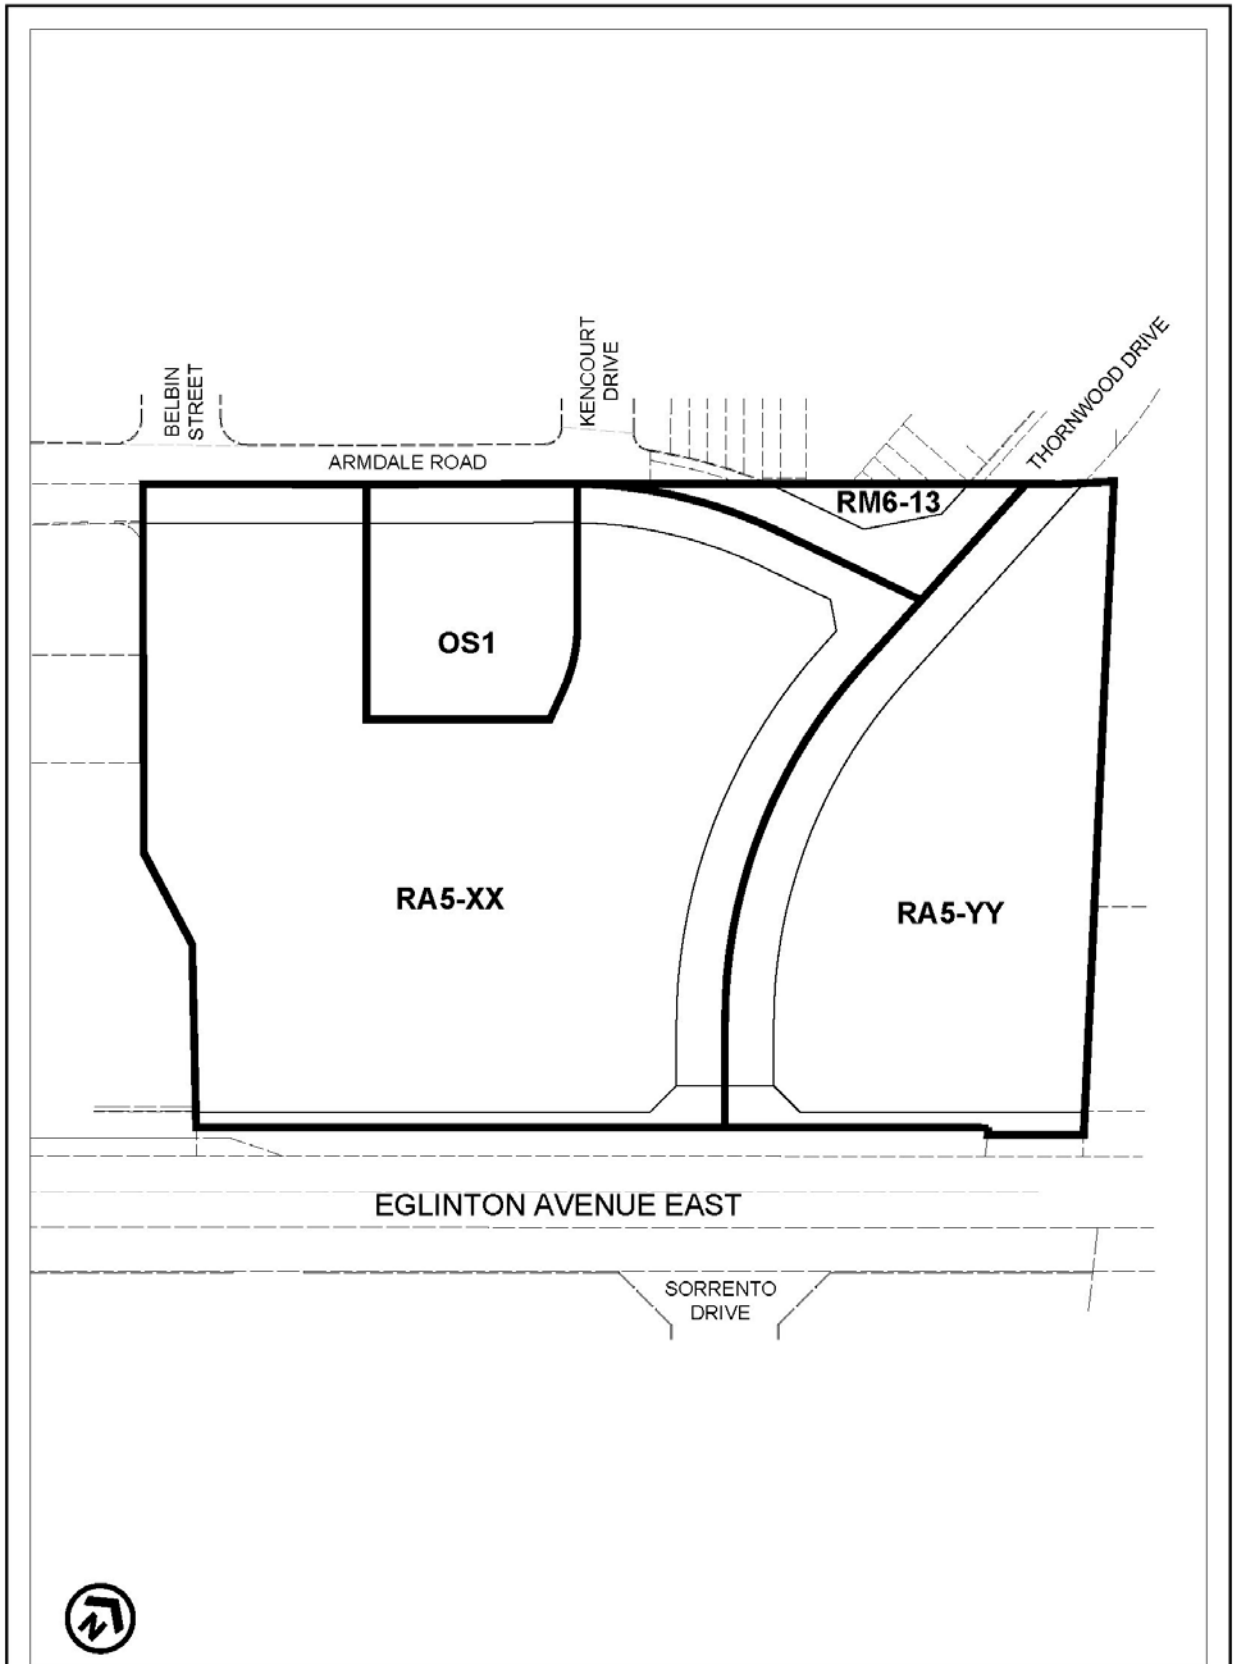 BELBIN
STREET
KENCOURT
DRIVE
THORNWOOD DRIVE
ARMDALE ROAD
RM6-13
OS1
RA5-XX
RA5-YY
EGLINTON AVENUE EAST
SORRENTO
DRIVE
N